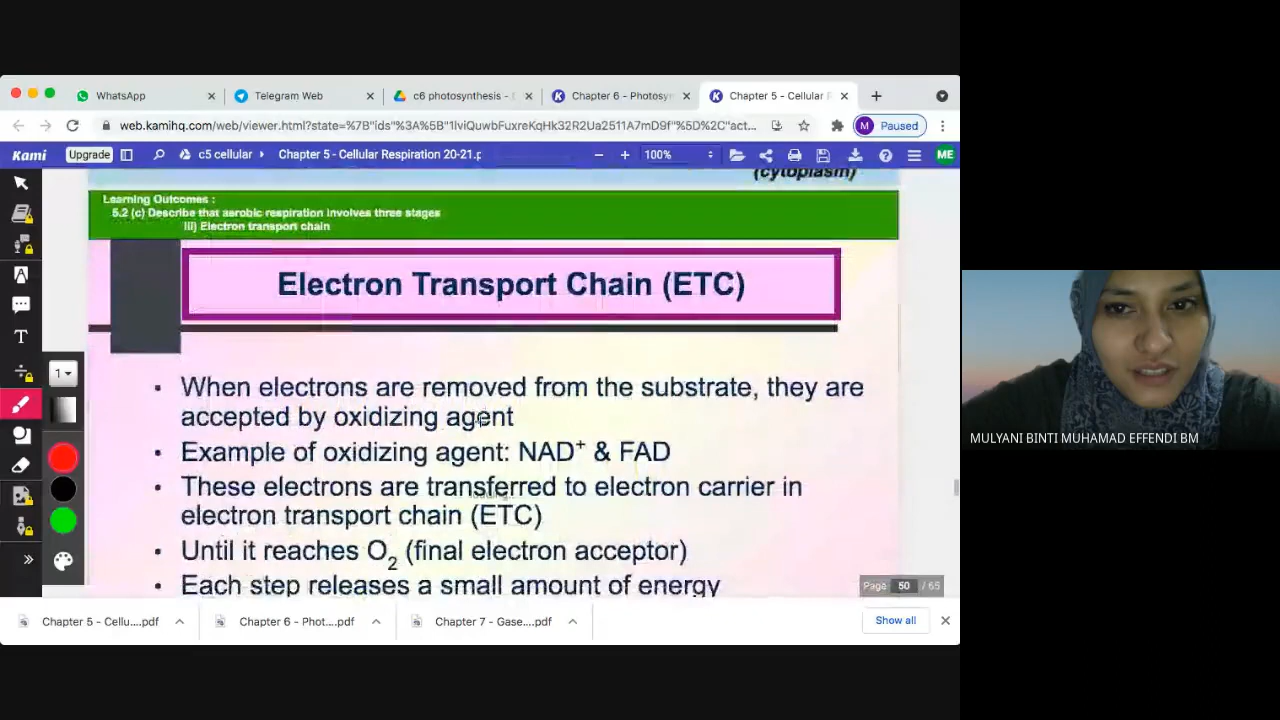 WhatsApp
Telegram Web
c6 photosynthesis -
Chapter 6 - Photosy
Chapter 5 - Cellular R
web.kamihq.com/web/viewer.html?state=%7B"ids"%3A%5B"1lviQuwbFuxreKqHk32R2Ua2511A7mD9f"%5D%2C"act...
M Paused
Kami Upgrade
c5 cellular
Chapter 5 - Cellular Respiration 20-21.p
100%
ME
(cytoplasm)
Learning Outcomes :
5.2 (c) Describe that aerobic respiration involves three stages
iii) Electron transport chain
Electron Transport Chain (ETC)
• When electrons are removed from the substrate, they are
accepted by oxidizing agent
• Example of oxidizing agent: NAD⁺ & FAD
• These electrons are transferred to electron carrier in
electron transport chain (ETC)
• Until it reaches O₂ (final electron acceptor)
• Each step releases a small amount of energy
1
T
Page 50 / 65
Chapter 5 - Cellu....pdf
Chapter 6 - Phot....pdf
Chapter 7 - Gase....pdf
Show all
MULYANI BINTI MUHAMAD EFFENDI BM